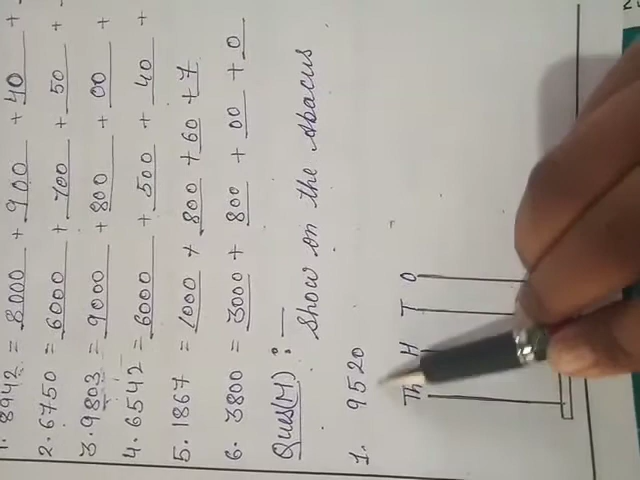 1. 8942 = 8000 + 900 + 40 +
2. 6750 = 6000 + 700 + 50 +
3. 9803 = 9000 + 800 + 00 +
4. 6542 = 6000 + 500 + 40 +
5. 1867 = 1000 + 800 + 60 + 7
6. 3800 = 3000 + 800 + 00 + 0
Ques(4) :- Show on the Abacus
1. 9520
Th H T O